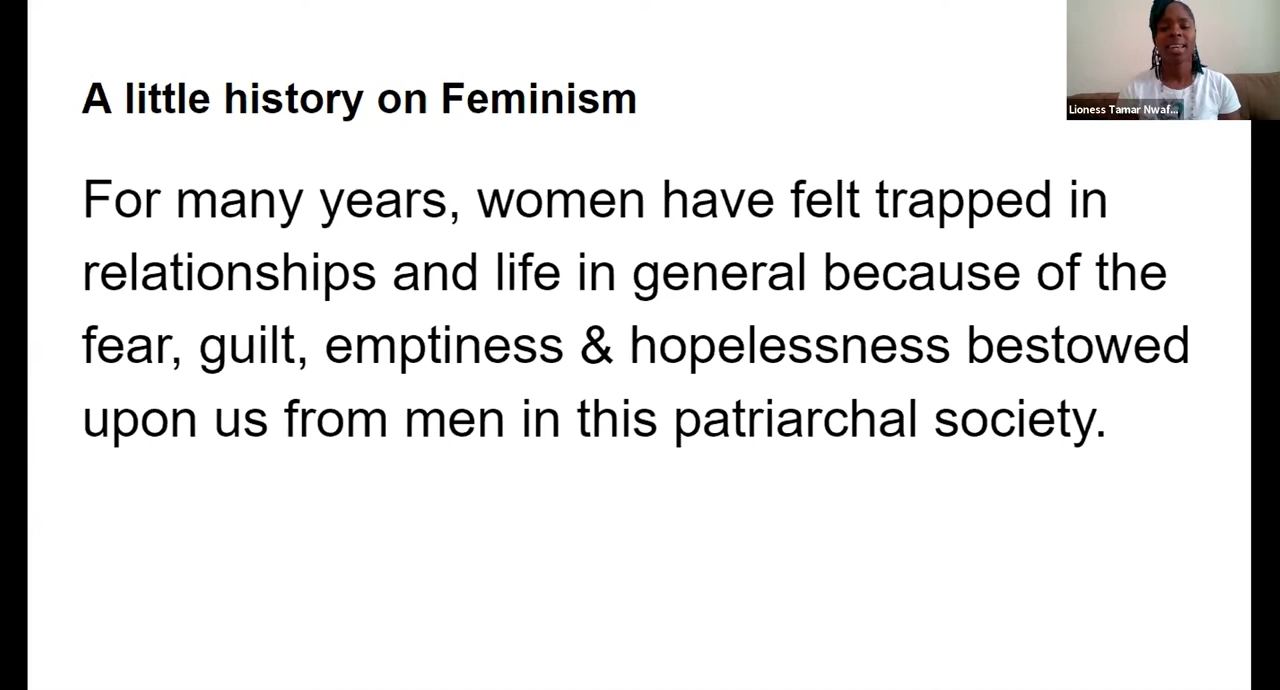 A little history on Feminism
Lioness Tamar Nwaf...
For many years, women have felt trapped in
relationships and life in general because of the
fear, guilt, emptiness & hopelessness bestowed
upon us from men in this patriarchal society.